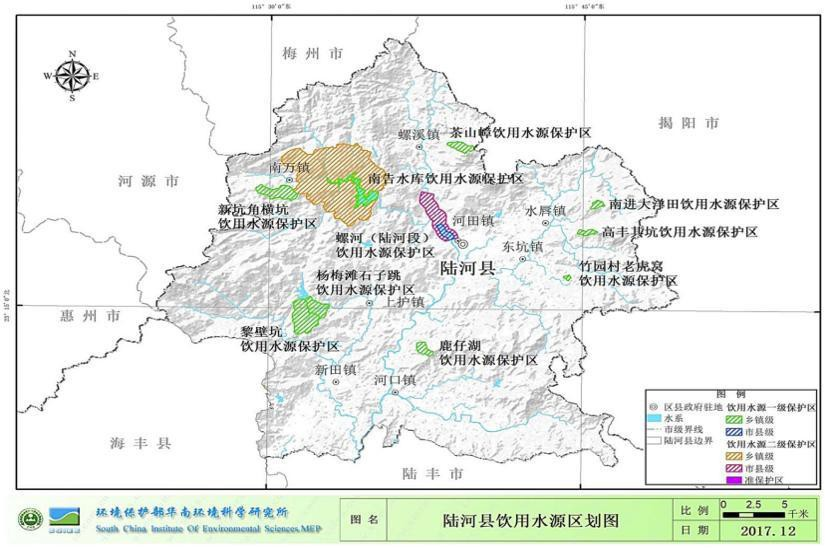 115°30′0″东
115°45′0″东
梅州市
N
W
E
S
揭阳市
茶山嶂饮用水源保护区
螺溪镇
河源市
南万镇
南告水库饮用水源保护区
新坑角横坑
饮用水源保护区
南进大洋田饮用水源保护区
水唇镇
河田镇
高丰共坑饮用水源保护区
螺河（陆河段）
饮用水源保护区
东坑镇
陆河县
竹园村老虎窝
饮用水源保护区
杨梅滩石子跳
饮用水源保护区
上护镇
惠州市
黎壁坑
饮用水源保护区
鹿仔湖
饮用水源保护区
新田镇
河口镇
海丰县
陆丰市
图例
区县政府驻地
水系
市级界线
陆河县边界
饮用水源一级保护区
乡镇级
市县级
饮用水源二级保护区
乡镇级
市县级
准保护区
环境保护部华南环境科学研究所
South China Institute Of Environmental Sciences.MEP
图名
陆河县饮用水源区划图
比例
0 2.5 5
千米
日期
2017.12